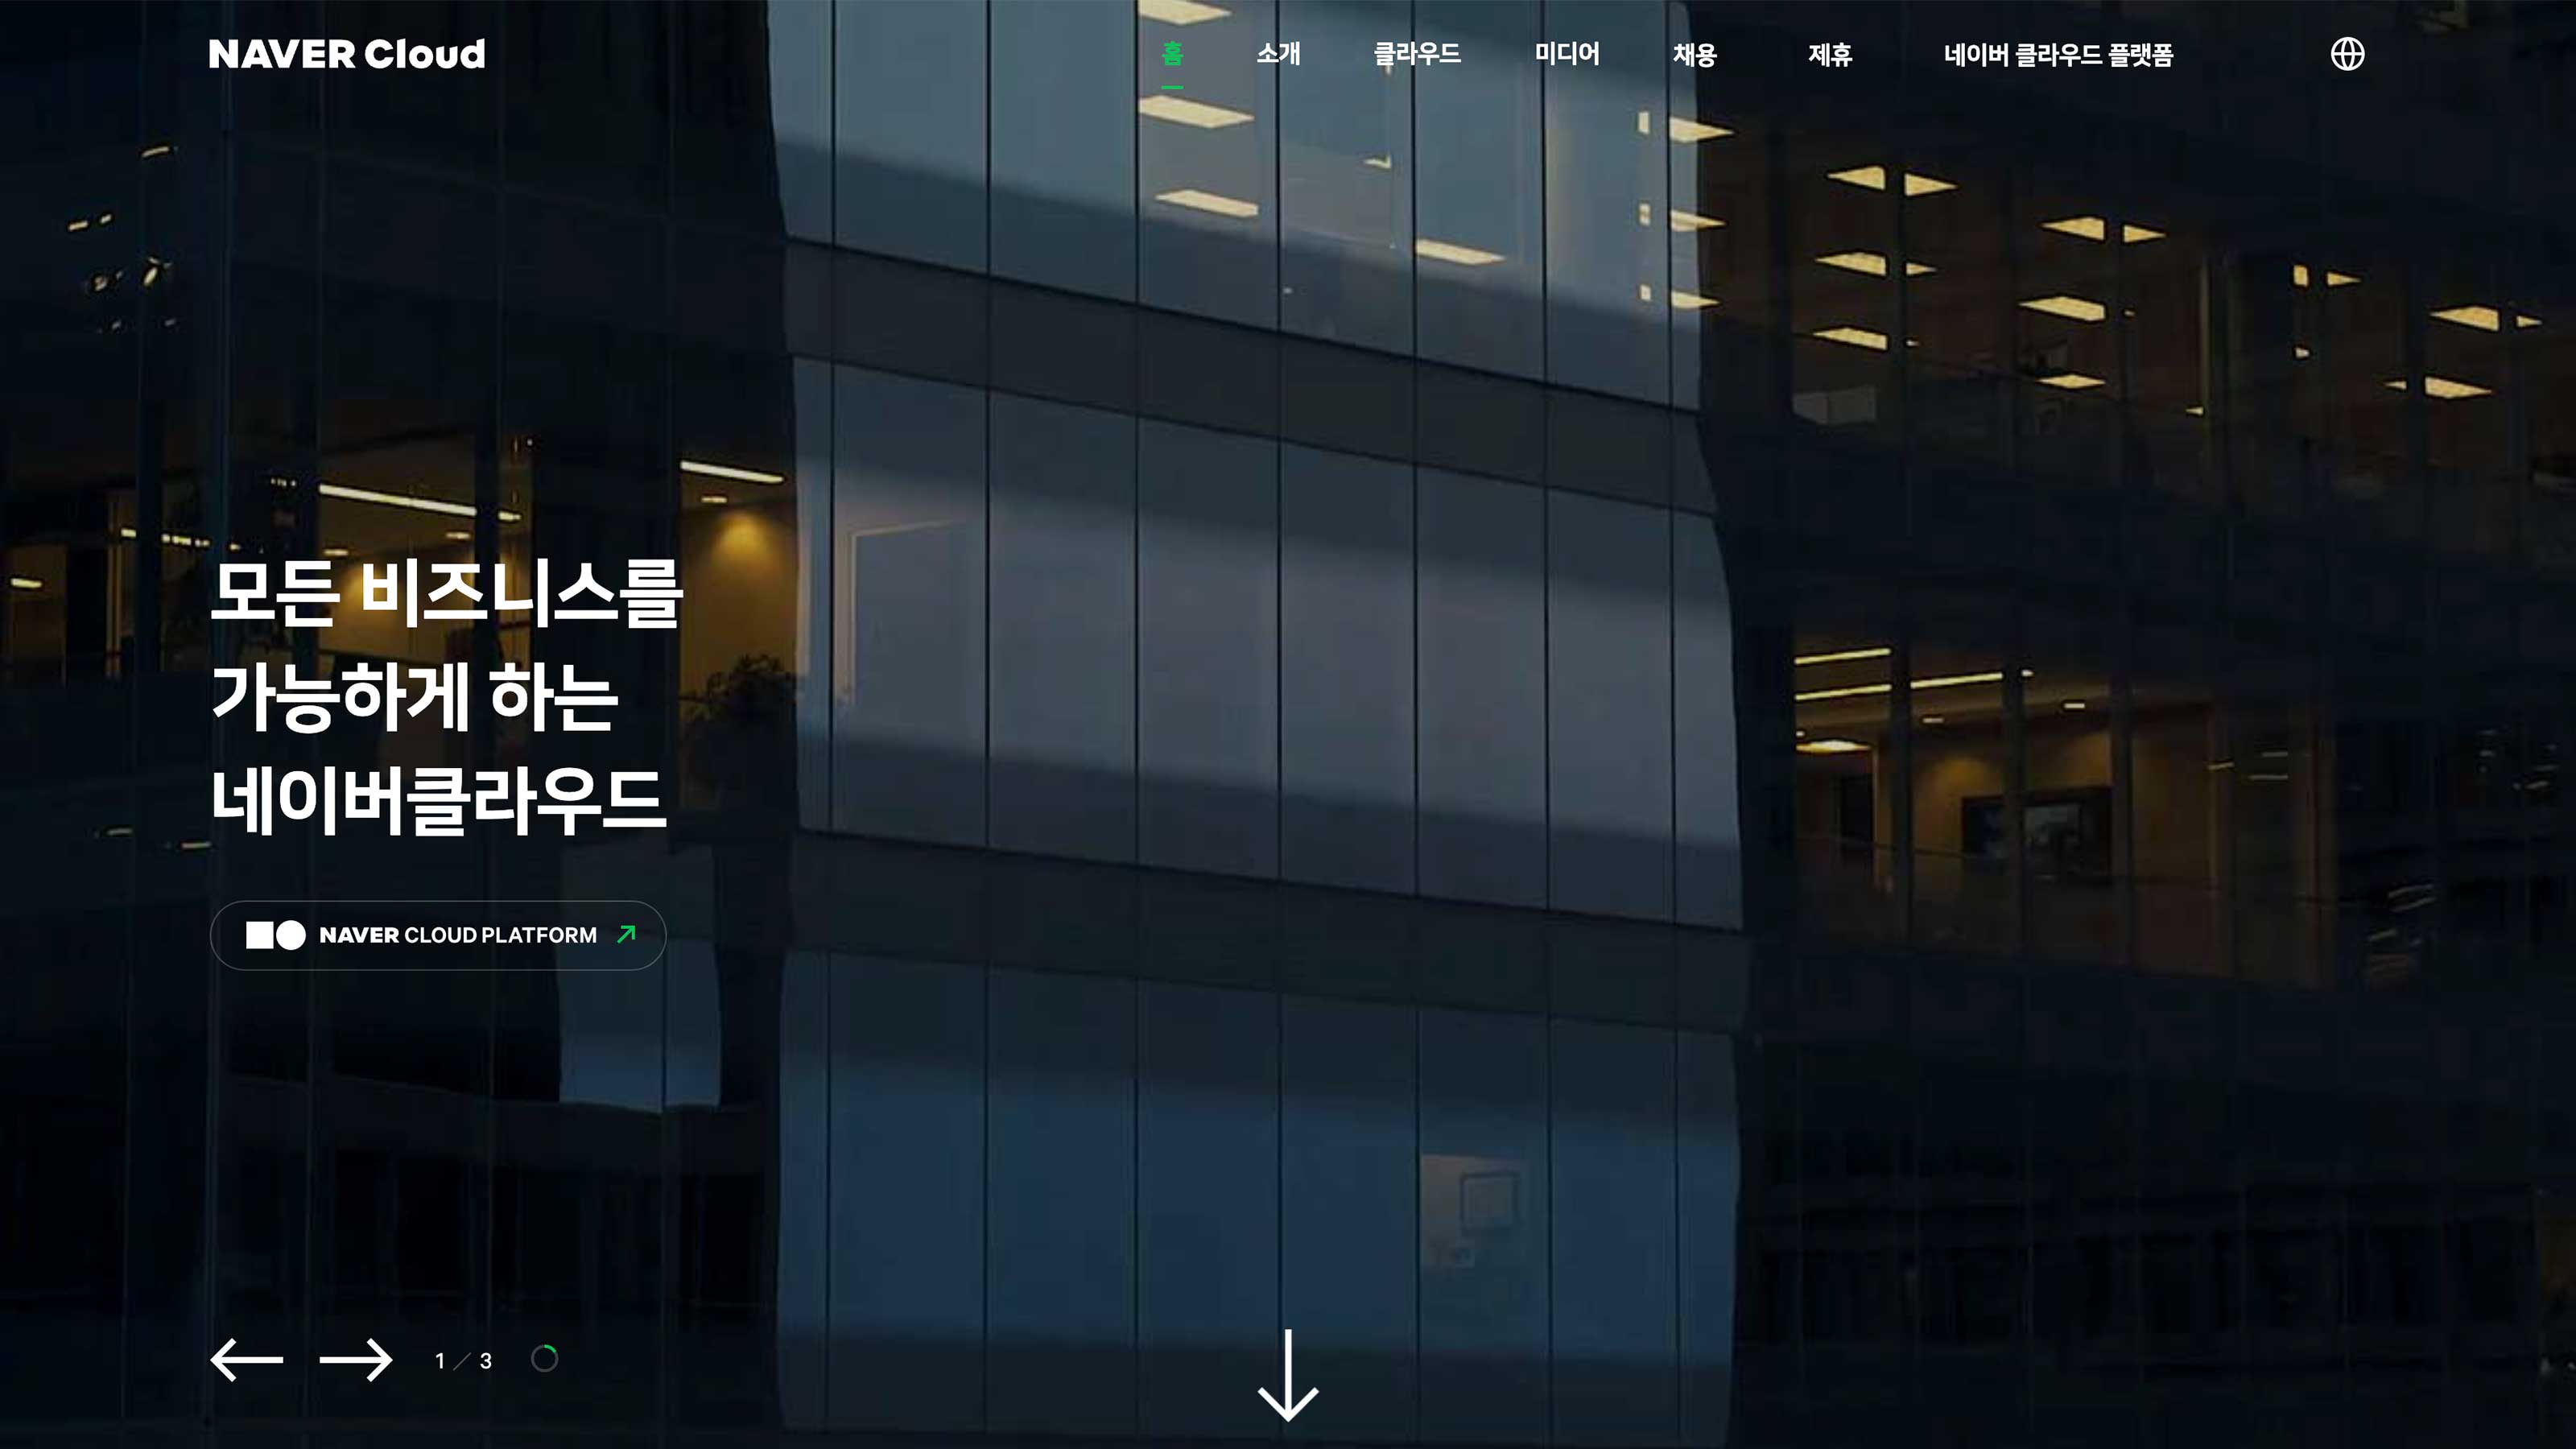 NAVER Cloud
홈 소개 클라우드 미디어 채용 제휴 네이버 클라우드 플랫폼
모든 비즈니스를
가능하게 하는
네이버클라우드
NAVER CLOUD PLATFORM
1 / 3